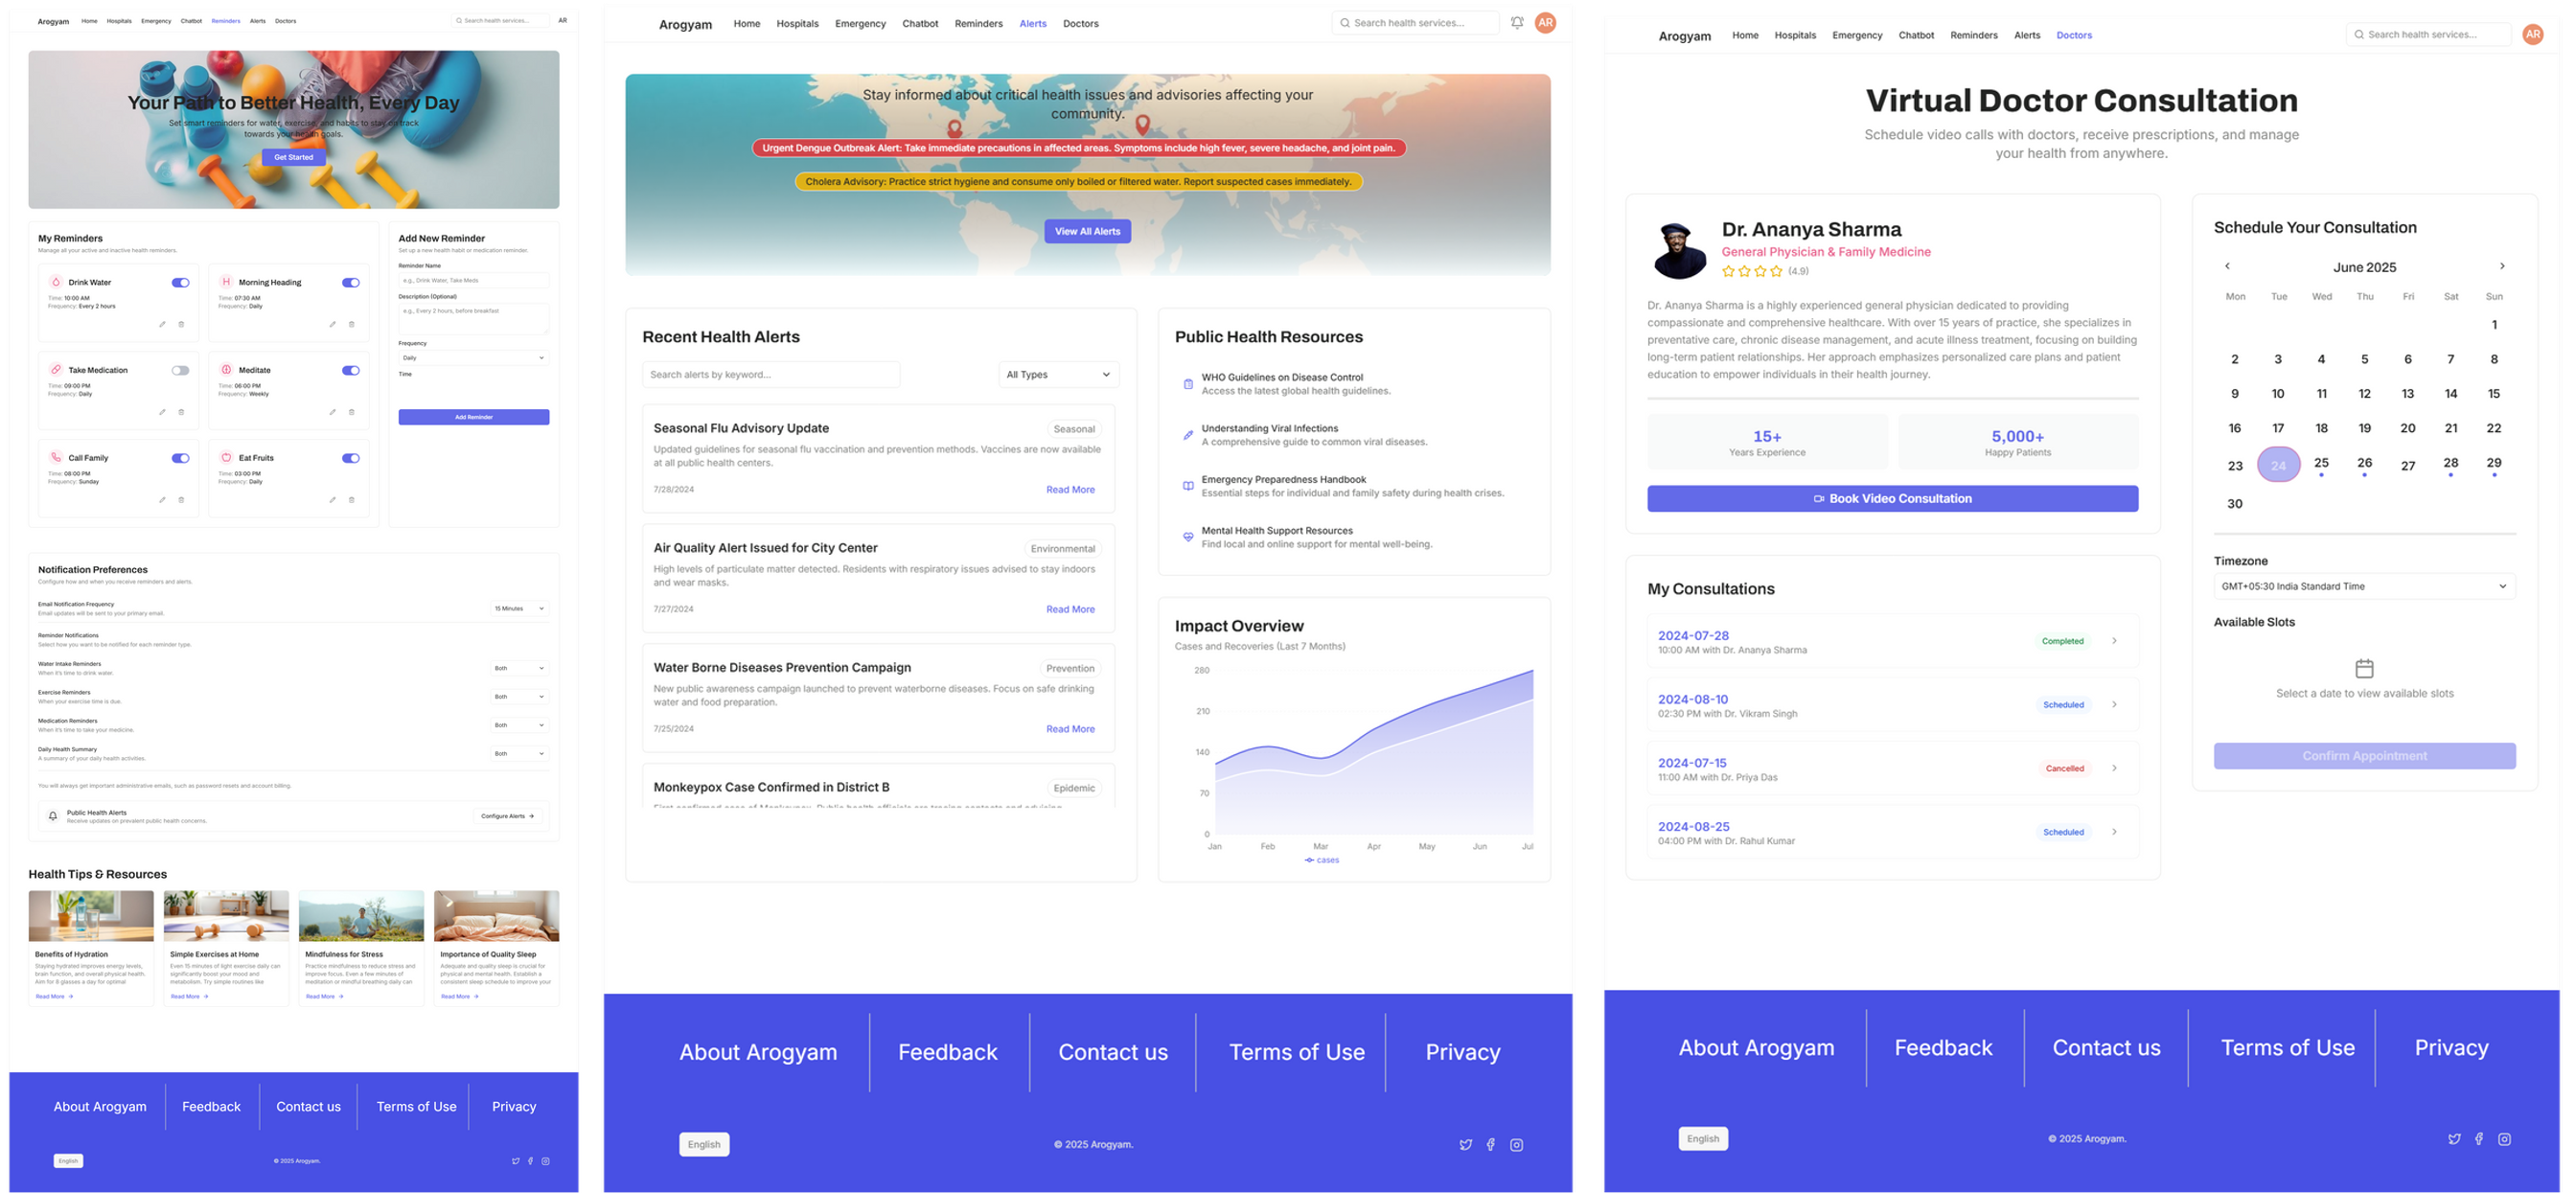 Arogyam Home Hospitals Emergency Chatbot Reminders Alerts Doctors Search health services... AR
Your Path to Better Health, Every Day
Set smart reminders for water, exercise, and habits to stay on track
towards your health goals.
Get Started
My Reminders
Manage all your active and inactive health reminders.
Drink Water
Time: 10:00 AM
Frequency: Every 2 hours
Morning Heading
Time: 07:30 AM
Frequency: Daily
Take Medication
Time: 09:00 PM
Frequency: Daily
Meditate
Time: 06:00 PM
Frequency: Weekly
Call Family
Time: 08:00 PM
Frequency: Sunday
Eat Fruits
Time: 03:00 PM
Frequency: Daily
Add New Reminder
Set up a new health habit or medication reminder.
Reminder Name
e.g., Drink Water, Take Meds
Description (Optional)
e.g., Every 2 hours, before breakfast
Frequency
Daily
Time
Add Reminder
Notification Preferences
Configure how and when you receive reminders and alerts.
Email Notification Frequency
Email updates will be sent to your primary email.
15 Minutes
Reminder Notifications
Select how you want to be notified for each reminder type.
Water Intake Reminders
When it's time to drink water.
Both
Exercise Reminders
When your exercise time is due.
Both
Medication Reminders
When it's time to take your medicine.
Both
Daily Health Summary
A summary of your daily health activities.
Both
You will always get important administrative emails, such as password resets and account billing.
Public Health Alerts
Receive updates on prevalent public health concerns.
Configure Alerts
Health Tips & Resources
Benefits of Hydration
Staying hydrated improves energy levels,
brain function, and overall physical health.
Aim for 8 glasses a day for optimal
Read More
Simple Exercises at Home
Even 15 minutes of light exercise daily can
significantly boost your mood and
metabolism. Try simple routines like
Read More
Mindfulness for Stress
Practice mindfulness to reduce stress and
improve focus. Even a few minutes of
meditation or mindful breathing daily can
Read More
Importance of Quality Sleep
Adequate and quality sleep is crucial for
physical and mental health. Establish a
consistent sleep schedule to improve your
Read More
About Arogyam Feedback Contact us Terms of Use Privacy
English © 2025 Arogyam.
Arogyam Home Hospitals Emergency Chatbot Reminders Alerts Doctors Search health services... AR
Stay informed about critical health issues and advisories affecting your
community.
Urgent Dengue Outbreak Alert: Take immediate precautions in affected areas. Symptoms include high fever, severe headache, and joint pain.
Cholera Advisory: Practice strict hygiene and consume only boiled or filtered water. Report suspected cases immediately.
View All Alerts
Recent Health Alerts
Search alerts by keyword... All Types
Seasonal Flu Advisory Update Seasonal
Updated guidelines for seasonal flu vaccination and prevention methods. Vaccines are now available
at all public health centers.
7/28/2024 Read More
Air Quality Alert Issued for City Center Environmental
High levels of particulate matter detected. Residents with respiratory issues advised to stay indoors
and wear masks.
7/27/2024 Read More
Water Borne Diseases Prevention Campaign Prevention
New public awareness campaign launched to prevent waterborne diseases. Focus on safe drinking
water and food preparation.
7/25/2024 Read More
Monkeypox Case Confirmed in District B Epidemic
First confirmed case of Monkeypox. Public health officials are tracing contacts and advising
Public Health Resources
WHO Guidelines on Disease Control
Access the latest global health guidelines.
Understanding Viral Infections
A comprehensive guide to common viral diseases.
Emergency Preparedness Handbook
Essential steps for individual and family safety during health crises.
Mental Health Support Resources
Find local and online support for mental well-being.
Impact Overview
Cases and Recoveries (Last 7 Months)
280
210
140
70
0
Jan Feb Mar Apr May Jun Jul
cases
About Arogyam Feedback Contact us Terms of Use Privacy
English © 2025 Arogyam.
Arogyam Home Hospitals Emergency Chatbot Reminders Alerts Doctors Search health services... AR
Virtual Doctor Consultation
Schedule video calls with doctors, receive prescriptions, and manage
your health from anywhere.
Dr. Ananya Sharma
General Physician & Family Medicine
(4.9)
Dr. Ananya Sharma is a highly experienced general physician dedicated to providing
compassionate and comprehensive healthcare. With over 15 years of practice, she specializes in
preventative care, chronic disease management, and acute illness treatment, focusing on building
long-term patient relationships. Her approach emphasizes personalized care plans and patient
education to empower individuals in their health journey.
15+
Years Experience
5,000+
Happy Patients
Book Video Consultation
My Consultations
2024-07-28
10:00 AM with Dr. Ananya Sharma
Completed
2024-08-10
02:30 PM with Dr. Vikram Singh
Scheduled
2024-07-15
11:00 AM with Dr. Priya Das
Cancelled
2024-08-25
04:00 PM with Dr. Rahul Kumar
Scheduled
Schedule Your Consultation
June 2025
Mon Tue Wed Thu Fri Sat Sun
1
2 3 4 5 6 7 8
9 10 11 12 13 14 15
16 17 18 19 20 21 22
23 24 25 26 27 28 29
30
Timezone
GMT+05:30 India Standard Time
Available Slots
Select a date to view available slots
Confirm Appointment
About Arogyam Feedback Contact us Terms of Use Privacy
English © 2025 Arogyam.